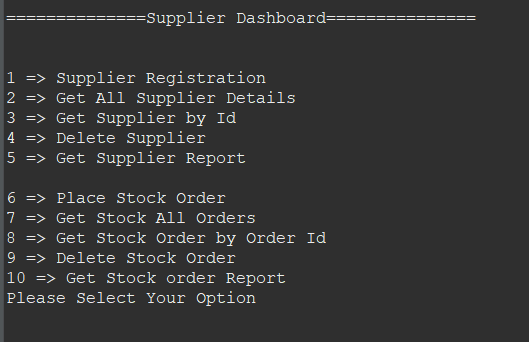 ==============Supplier Dashboard===============
1 => Supplier Registration
2 => Get All Supplier Details
3 => Get Supplier by Id
4 => Delete Supplier
5 => Get Supplier Report
6 => Place Stock Order
7 => Get Stock All Orders
8 => Get Stock Order by Order Id
9 => Delete Stock Order
10 => Get Stock order Report
Please Select Your Option